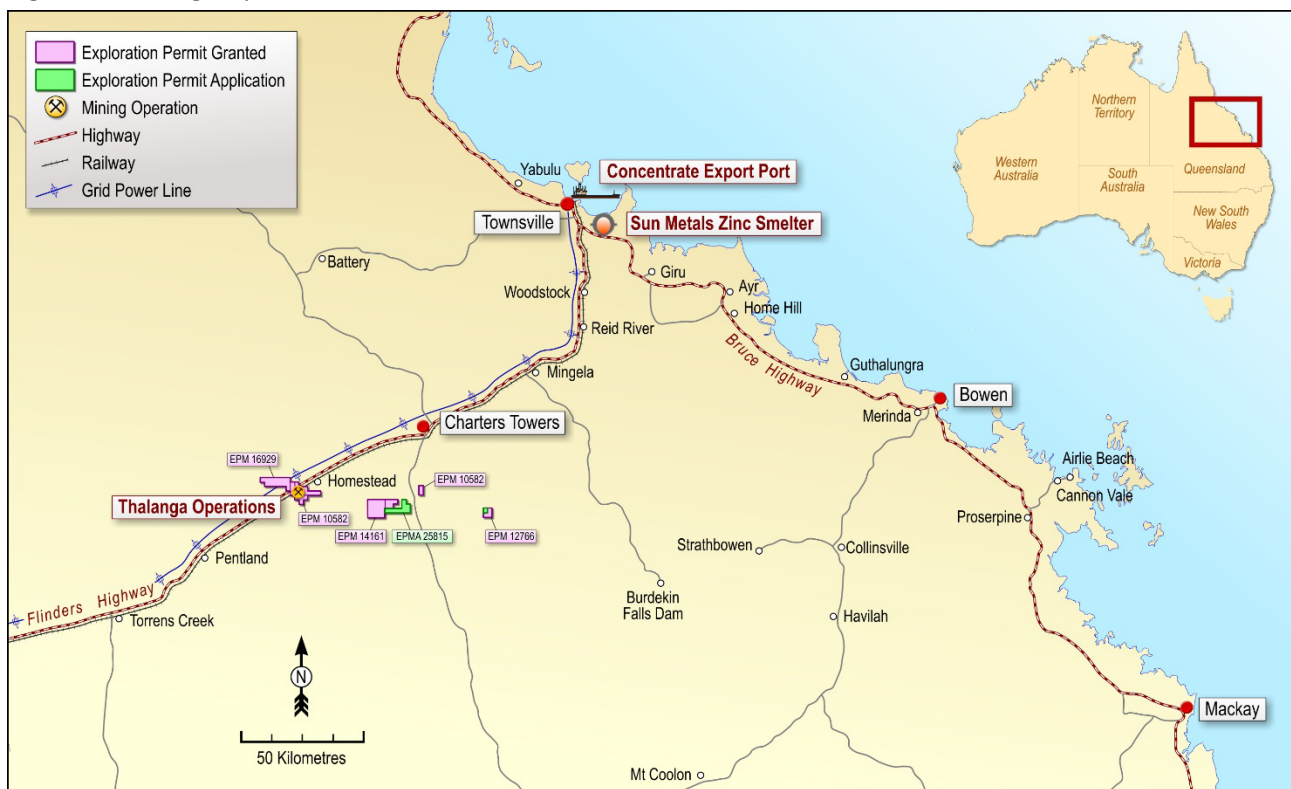 Exploration Permit Granted
Exploration Permit Application
Mining Operation
Highway
Railway
Grid Power Line
Northern
Territory
Western
Australia
Queensland
South
Australia
New South
Wales
Victoria
Yabulu
Concentrate Export Port
Townsville
Sun Metals Zinc Smelter
Battery
Giru
Woodstock
Ayr
Home Hill
Reid River
Bruce Highway
Mingela
Guthalungra
Bowen
Merinda
Charters Towers
EPM 16929
Homestead
EPM 10582
Airlie Beach
Cannon Vale
Thalanga Operations
EPM 10582
EPM 14161
EPMA 25815
EPM 12766
Proserpine
Pentland
Strathbowen
Collinsville
Burdekin
Falls Dam
Flinders Highway
Torrens Creek
Havilah
N
50 Kilometres
Mackay
Mt Coolon